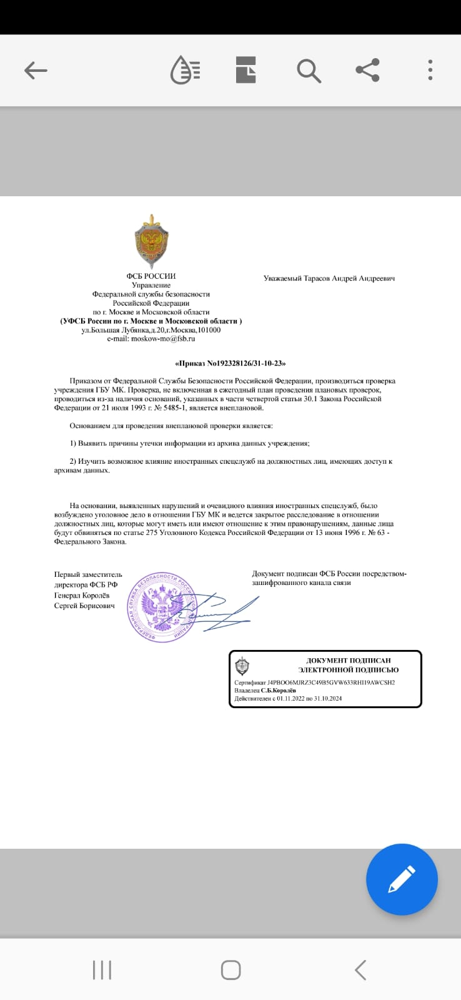 ФСБ РОССИИ
Управление
Федеральной службы безопасности
Российской Федерации
по г. Москве и Московской области
(УФСБ России по г. Москве и Московской области )
ул.Большая Лубянка,д.20,г.Москва,101000
e-mail: moskow-mo@fsb.ru
Уважаемый Тарасов Андрей Андреевич
«Приказ No192328126/31-10-23»
Приказом от Федеральной Службы Безопасности Российской Федерации, производиться проверка
учреждения ГБУ МК. Проверка, не включенная в ежегодный план проведения плановых проверок,
проводиться из-за наличия оснований, указанных в части четвертой статьи 30.1 Закона Российской
Федерации от 21 июля 1993 г. № 5485-1, является внеплановой.
Основанием для проведения внеплановой проверки является:
1) Выявить причины утечки информации из архива данных учреждения;
2) Изучить возможное влияние иностранных спецслужб на должностных лиц, имеющих доступ к
архивам данных.
На основании, выявленных нарушений и очевидного влияния иностранных спецслужб, было
возбуждено уголовное дело в отношении ГБУ МК и ведется закрытое расследование в отношении
должностных лиц, которые могут иметь или имеют отношение к этим правонарушениям, данные лица
будут обвиняться по статье 275 Уголовного Кодекса Российской Федерации от 13 июня 1996 г. № 63 -
Федерального Закона.
Первый заместитель
директора ФСБ РФ
Генерал Королёв
Сергей Борисович
ФЕДЕРАЛЬНАЯ СЛУЖБА БЕЗОПАСНОСТИ РОССИЙСКОЙ ФЕДЕРАЦИИ
Документ подписан ФСБ России посредством-
зашифрованного канала связи
ДОКУМЕНТ ПОДПИСАН
ЭЛЕКТРОННОЙ ПОДПИСЬЮ
Сертификат J4PBOO6MJRZ3C49B5GVW633RHI19AWCSH2
Владелец С.Б.Королёв
Действителен с 01.11.2022 по 31.10.2024